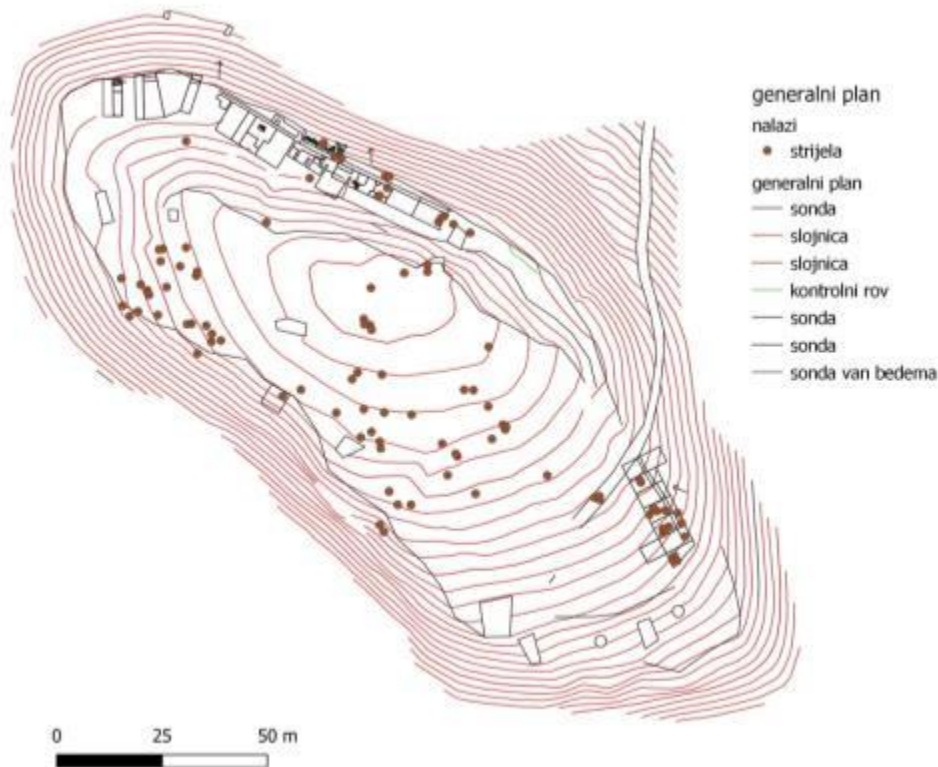 generalni plan
nalazi
strijela
generalni plan
sonda
slojnica
slojnica
kontrolni rov
sonda
sonda
sonda van bedema
0 25 50 m